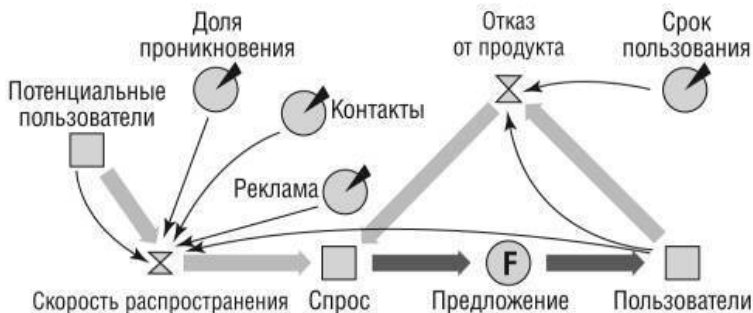 Доля
проникновения
Отказ
от продукта
Срок
пользования
Потенциальные
пользователи
Контакты
Реклама
F
Скорость распространения
Спрос
Предложение
Пользователи